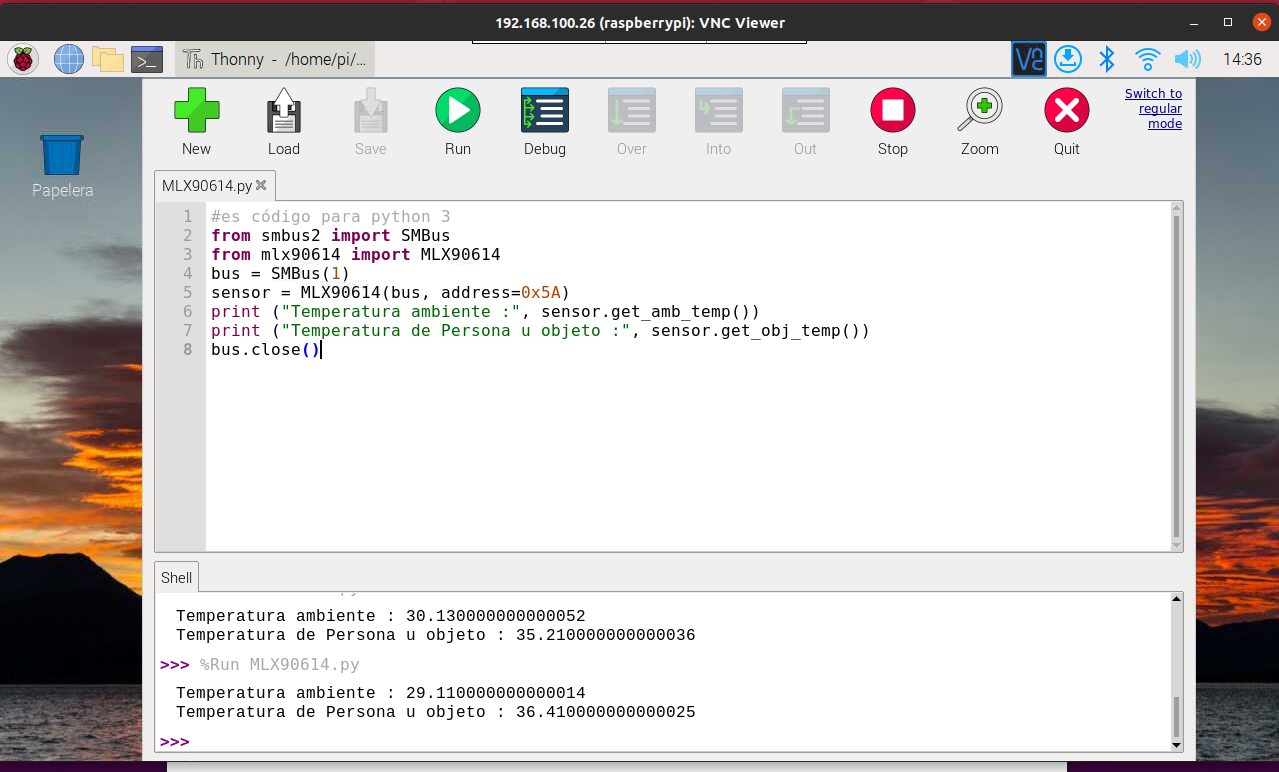 192.168.100.26 (raspberrypi): VNC Viewer
Thonny - /home/pi/...
14:36
Papelera
New
Load
Save
Run
Debug
Over
Into
Out
Stop
Zoom
Quit
Switch to
regular
mode
MLX90614.py
1 #es código para python 3
2 from smbus2 import SMBus
3 from mlx90614 import MLX90614
4 bus = SMBus(1)
5 sensor = MLX90614(bus, address=0x5A)
6 print ("Temperatura ambiente :", sensor.get_amb_temp())
7 print ("Temperatura de Persona u objeto :", sensor.get_obj_temp())
8 bus.close()
Shell
Temperatura ambiente : 30.130000000000052
Temperatura de Persona u objeto : 35.210000000000036
>>> %Run MLX90614.py
Temperatura ambiente : 29.110000000000014
Temperatura de Persona u objeto : 36.410000000000025
>>>